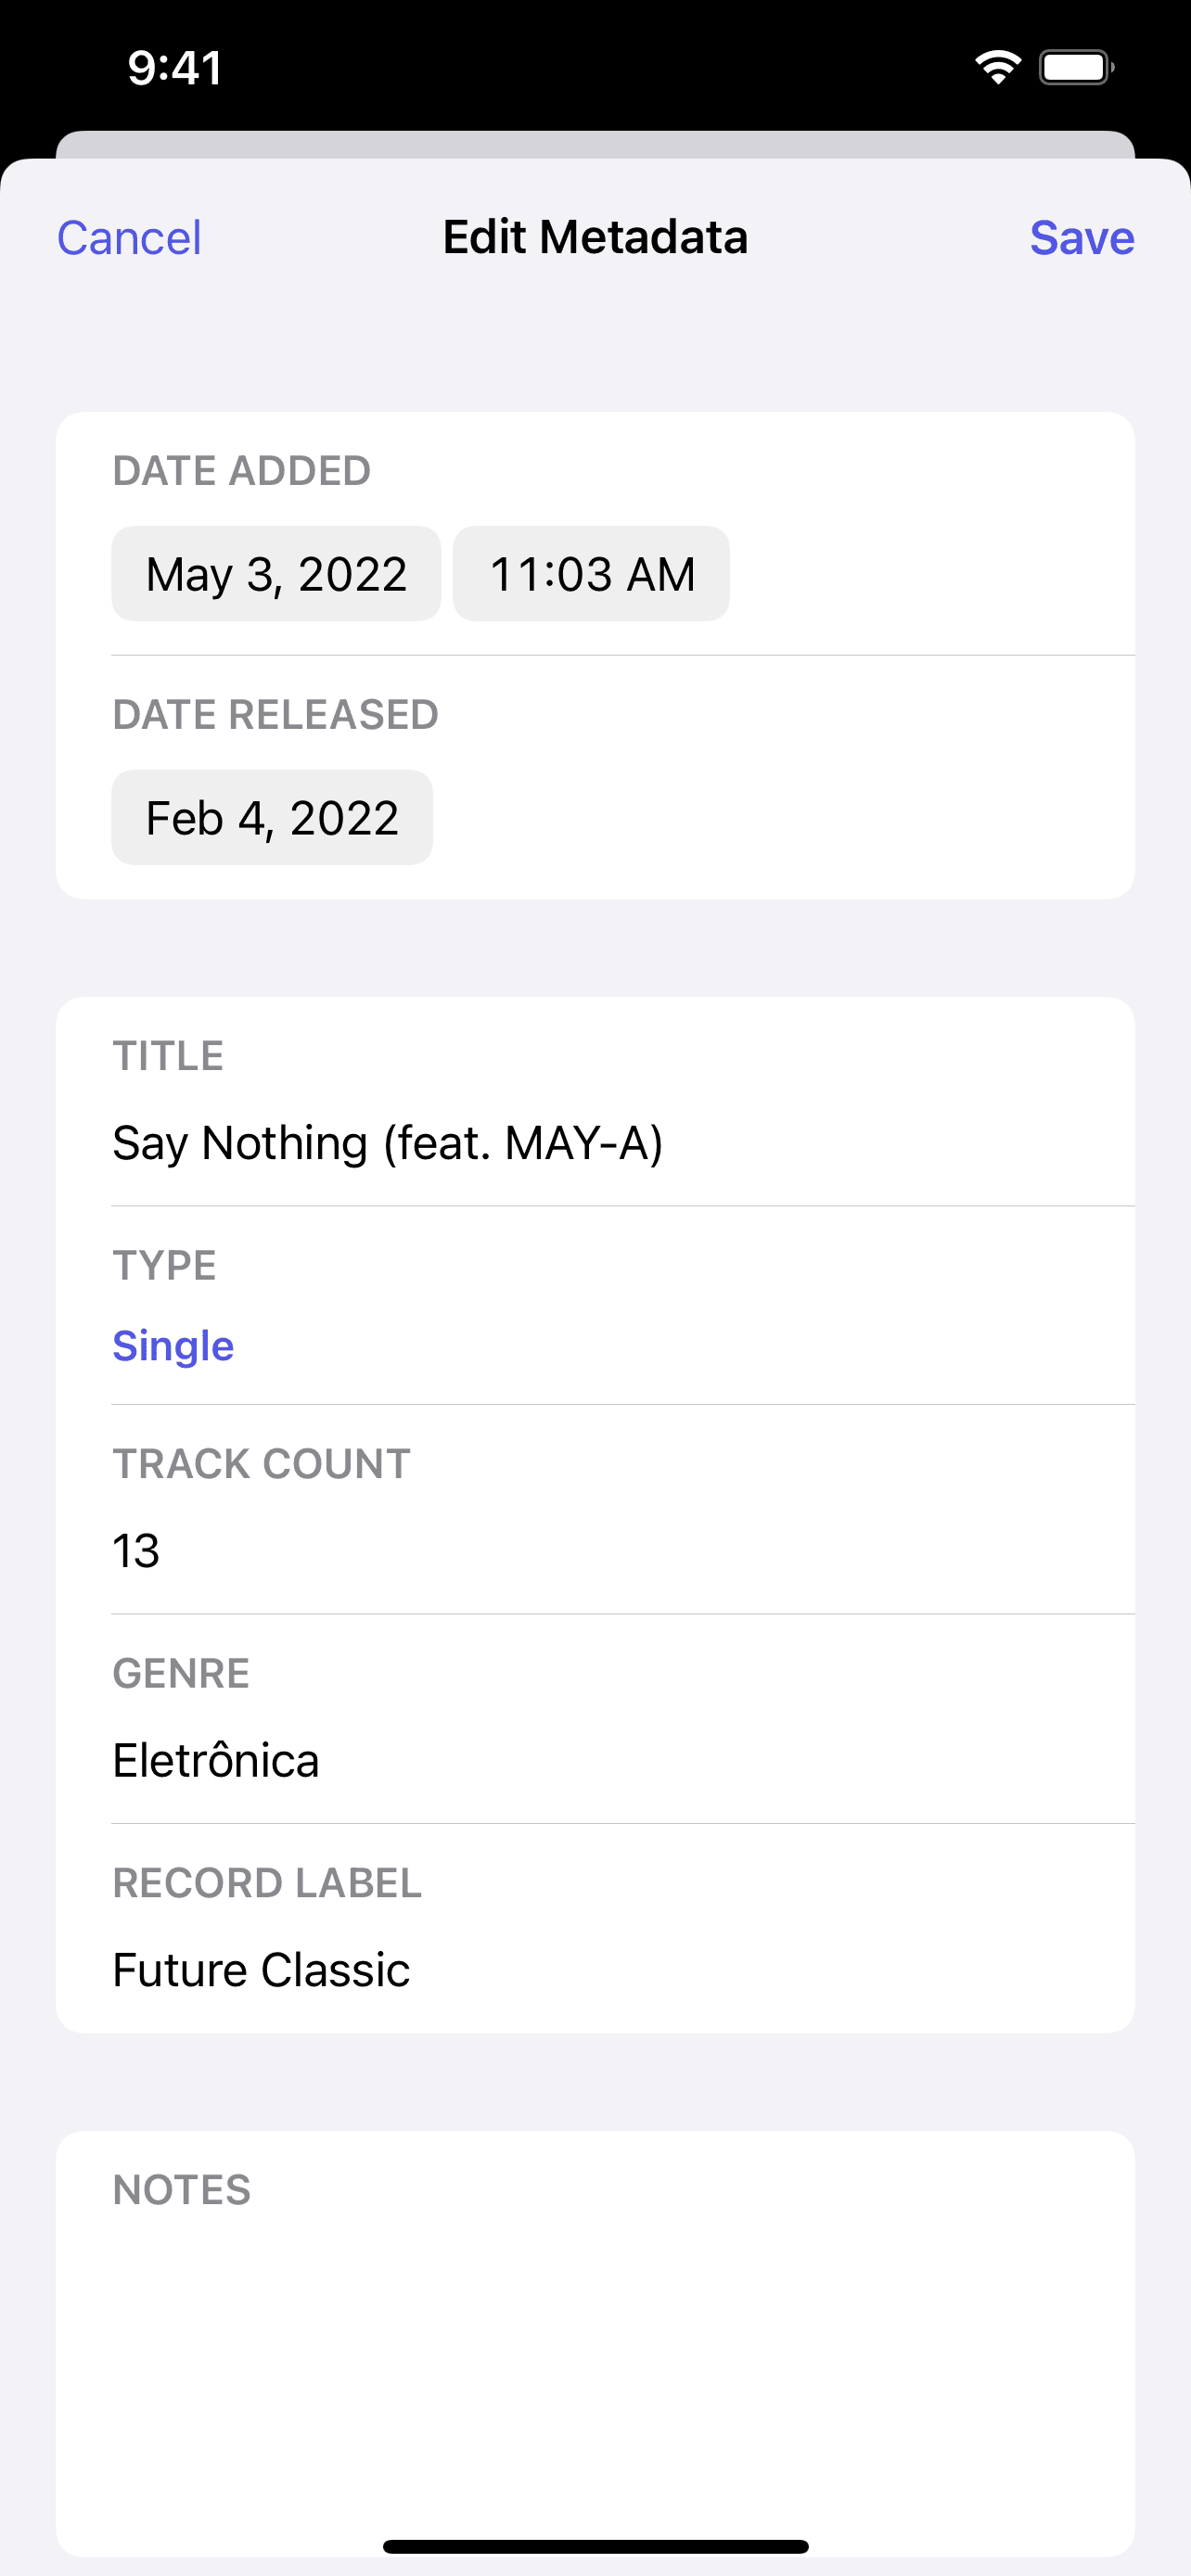 9:41
Cancel Edit Metadata Save
DATE ADDED
May 3, 2022 11:03 AM
DATE RELEASED
Feb 4, 2022
TITLE
Say Nothing (feat. MAY-A)
TYPE
Single
TRACK COUNT
13
GENRE
Eletrônica
RECORD LABEL
Future Classic
NOTES